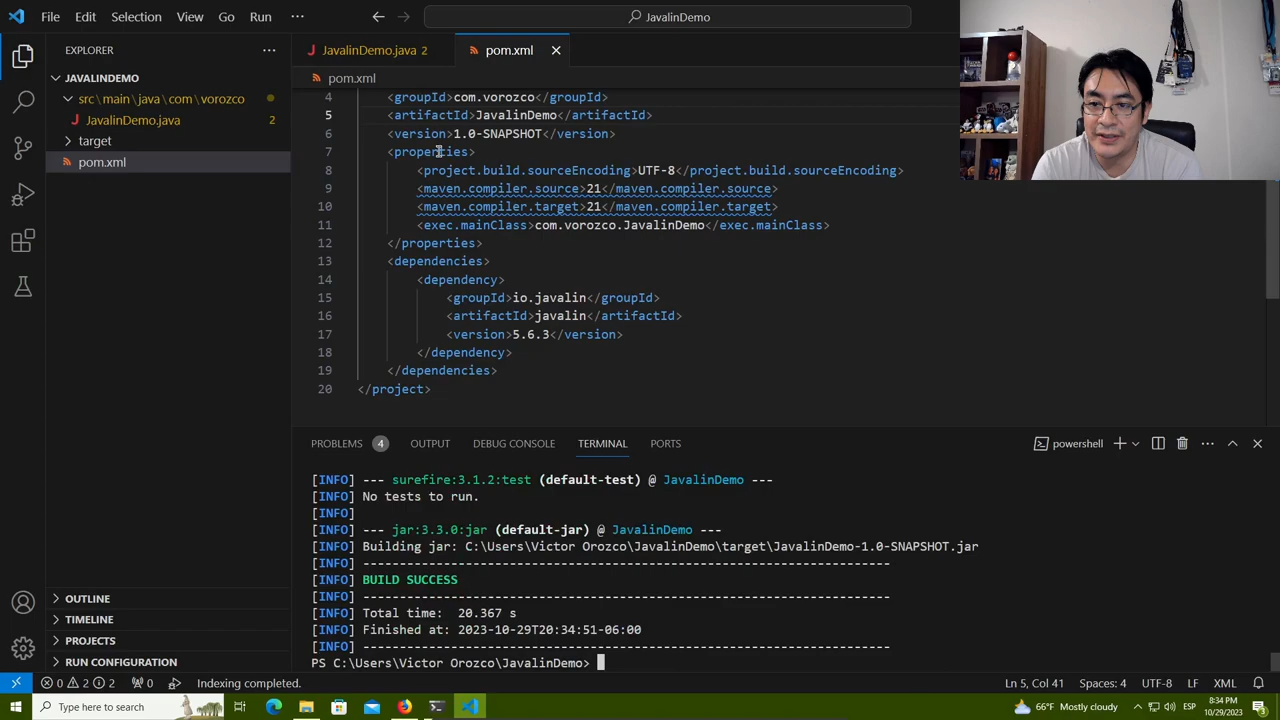 File Edit Selection View Go Run ··· JavalinDemo
EXPLORER ···
JAVALINDEMO
src\main\java\com\vorozco
JavalinDemo.java 2
target
pom.xml
OUTLINE
TIMELINE
PROJECTS
RUN CONFIGURATION
JavalinDemo.java 2 pom.xml
pom.xml
4 <groupId>com.vorozco</groupId>
5 <artifactId>JavalinDemo</artifactId>
6 <version>1.0-SNAPSHOT</version>
7 <properties>
8 <project.build.sourceEncoding>UTF-8</project.build.sourceEncoding>
9 <maven.compiler.source>21</maven.compiler.source>
10 <maven.compiler.target>21</maven.compiler.target>
11 <exec.mainClass>com.vorozco.JavalinDemo</exec.mainClass>
12 </properties>
13 <dependencies>
14 <dependency>
15 <groupId>io.javalin</groupId>
16 <artifactId>javalin</artifactId>
17 <version>5.6.3</version>
18 </dependency>
19 </dependencies>
20 </project>
PROBLEMS 4 OUTPUT DEBUG CONSOLE TERMINAL PORTS powershell
[INFO] --- surefire:3.1.2:test (default-test) @ JavalinDemo ---
[INFO] No tests to run.
[INFO]
[INFO] --- jar:3.3.0:jar (default-jar) @ JavalinDemo ---
[INFO] Building jar: C:\Users\Victor Orozco\JavalinDemo\target\JavalinDemo-1.0-SNAPSHOT.jar
[INFO] ------------------------------------------------------------------------
[INFO] BUILD SUCCESS
[INFO] ------------------------------------------------------------------------
[INFO] Total time:  20.367 s
[INFO] Finished at: 2023-10-29T20:34:51-06:00
[INFO] ------------------------------------------------------------------------
PS C:\Users\Victor Orozco\JavalinDemo>
0 2 2 0 Indexing completed. Ln 5, Col 41 Spaces: 4 UTF-8 LF XML
Type here to search 66°F Mostly cloudy ESP 8:34 PM
10/29/2023 3